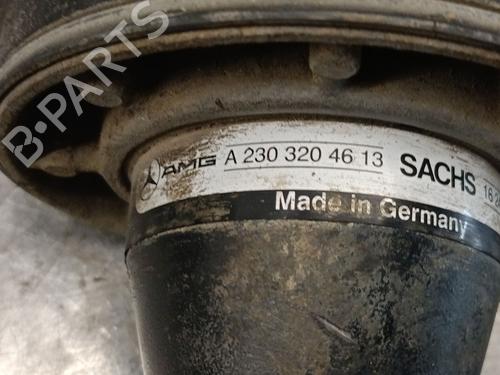 B-PARTS
AMG A 230 320 46 13 SACHS
Made in Germany